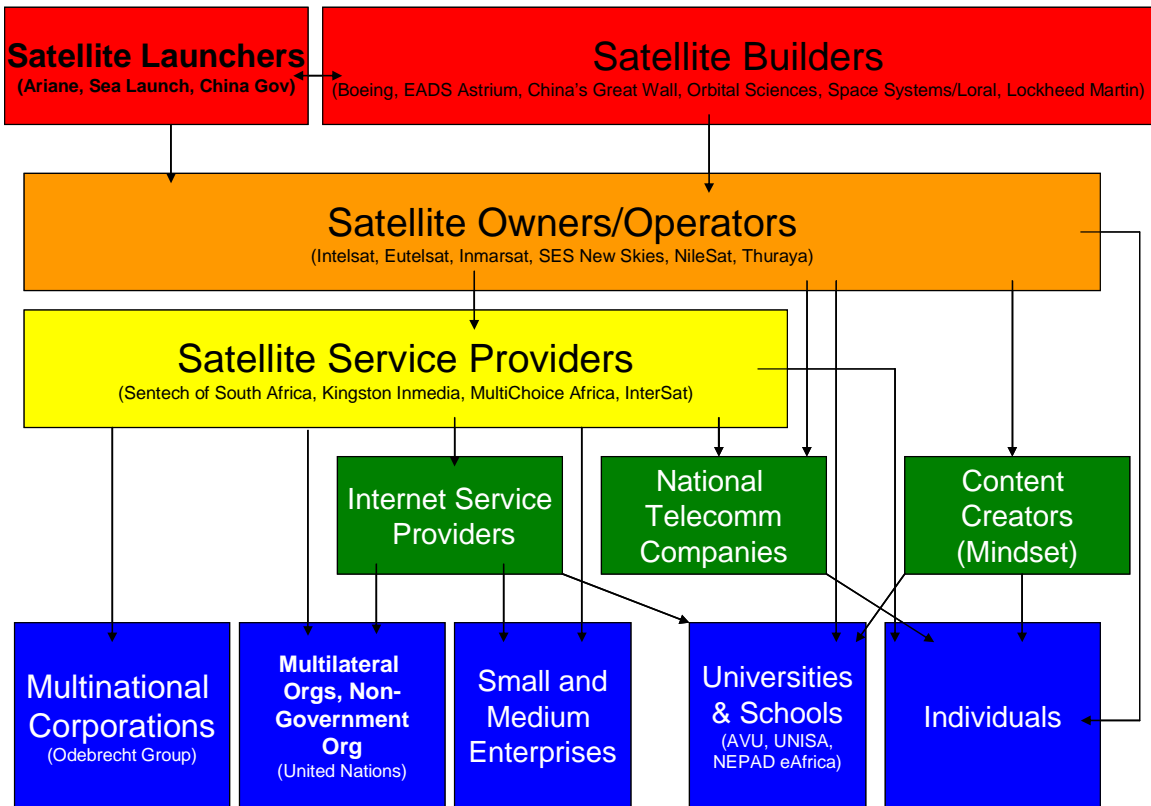 Satellite Launchers
(Ariane, Sea Launch, China Gov)
Satellite Builders
(Boeing, EADS Astrium, China's Great Wall, Orbital Sciences, Space Systems/Loral, Lockheed Martin)
Satellite Owners/Operators
(Intelsat, Eutelsat, Inmarsat, SES New Skies, NileSat, Thuraya)
Satellite Service Providers
(Sentech of South Africa, Kingston Inmedia, MultiChoice Africa, InterSat)
Internet Service
Providers
National
Telecomm
Companies
Content
Creators
(Mindset)
Multinational
Corporations
(Odebrecht Group)
Multilateral
Orgs, Non-
Government
Org
(United Nations)
Small and
Medium
Enterprises
Universities
& Schools
(AVU, UNISA,
NEPAD eAfrica)
Individuals